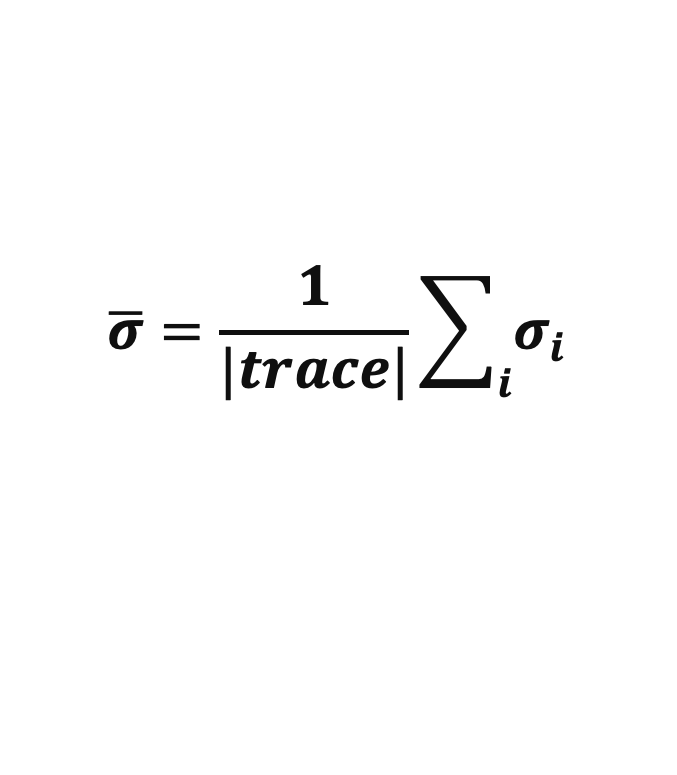 σ̅ = 1/|trace| ∑ᵢ σᵢ